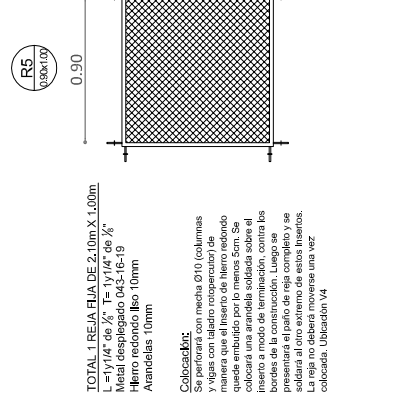 R5
0.90x1.00
0.90
TOTAL 1 REJA FIJA DE 2.10m X 1.00m
L =1y1/4" de ⅛" T= 1y1/4" de ⅛"
Metal desplegado 043-16-19
Hierro redondo liso 10mm
Arandelas 10mm
Colocación:
Se perforará con mecha Ø10 (columnas
y vigas con taladro rotopercutor) de
manera que el inserto de hierro redondo
quede embutido por lo menos 5cm. Se
colocará una arandela soldada sobre el
inserto a modo de terminación, contra los
bordes de la construcción. Luego se
presentará el paño de reja completo y se
soldará al otro extremo de estos insertos.
La reja no deberá moverse una vez
colocada. Ubicación V4